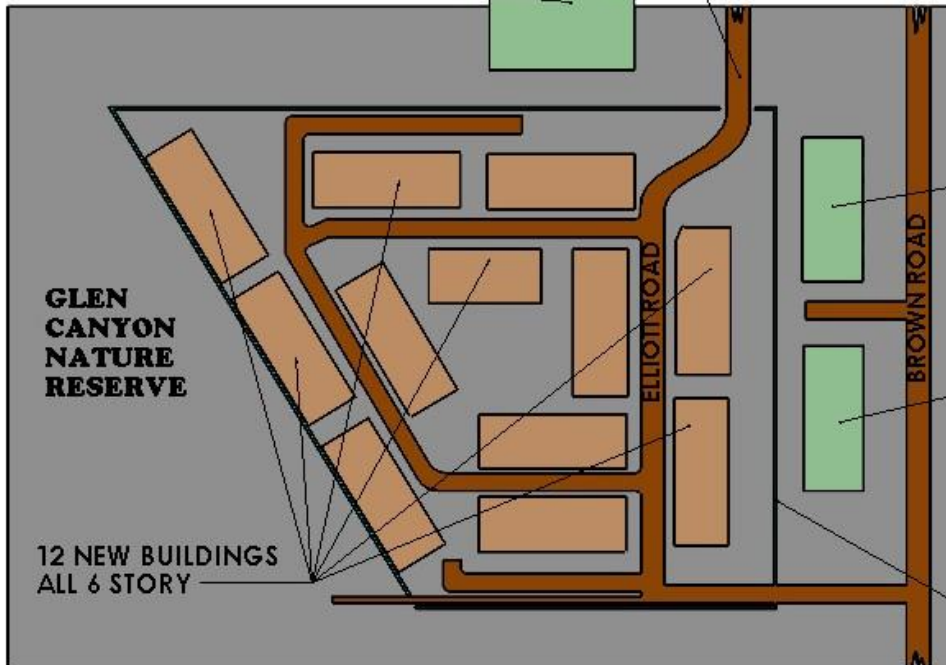 GLEN
CANYON
NATURE
RESERVE
ELLIOTT ROAD
BROWN ROAD
12 NEW BUILDINGS
ALL 6 STORY